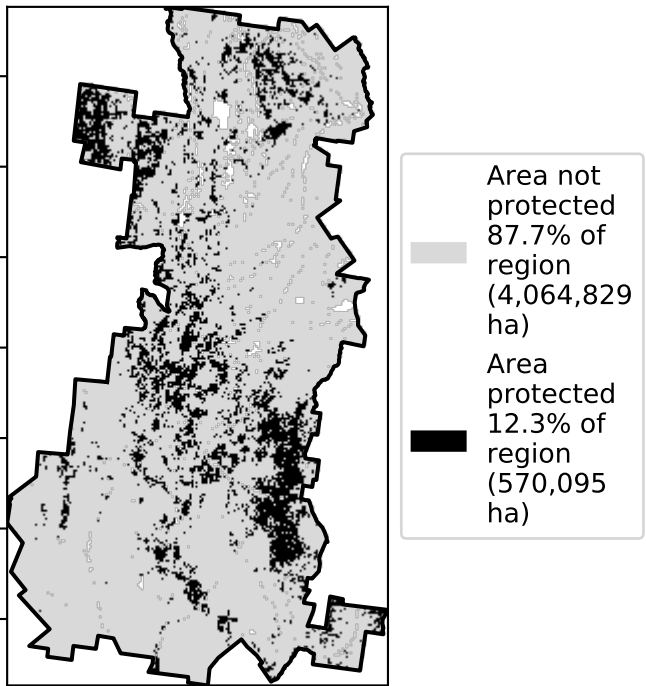 Area not
protected
87.7% of
region
(4,064,829
ha)
Area
protected
12.3% of
region
(570,095
ha)